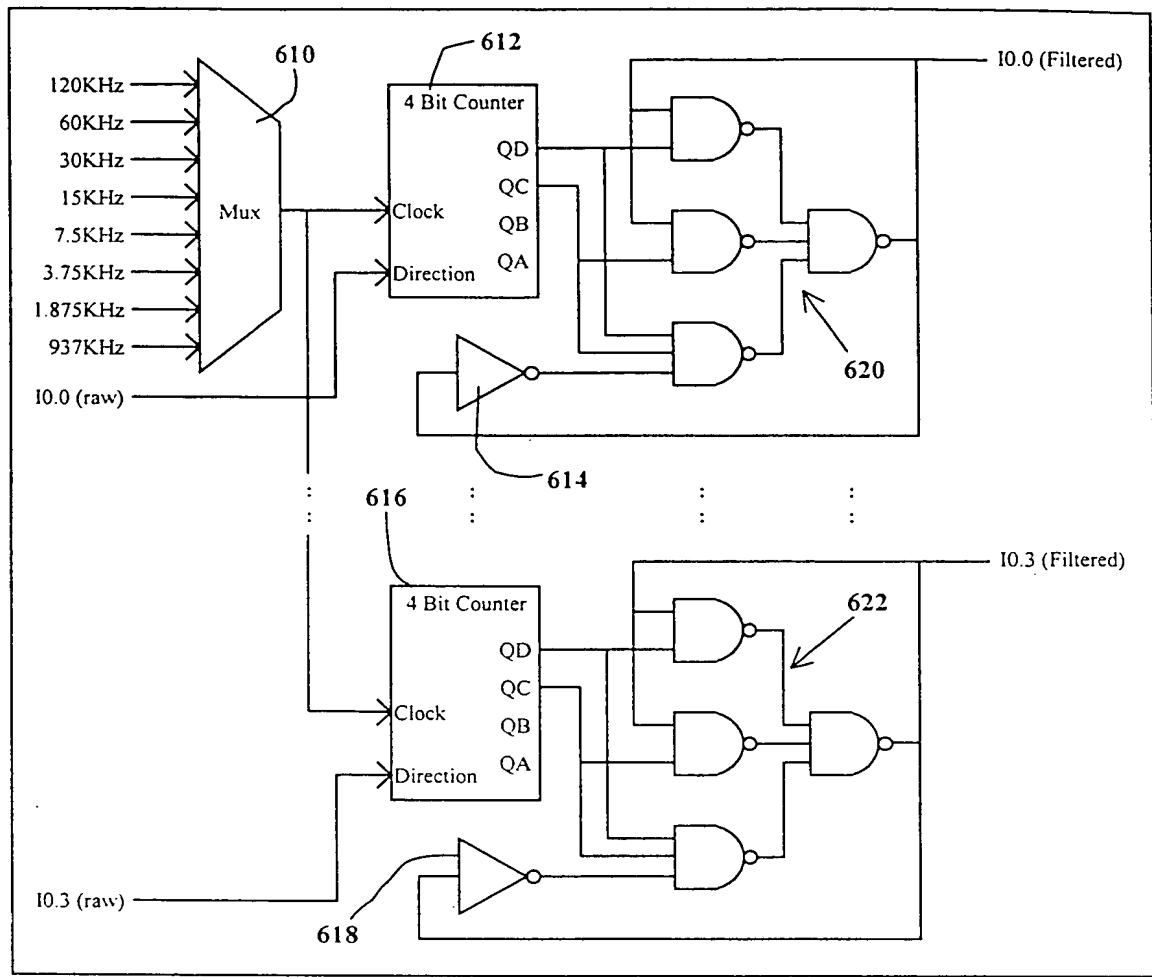 612
610
I0.0 (Filtered)
120KHz
60KHz
30KHz
15KHz
7.5KHz
3.75KHz
1.875KHz
937KHz
Mux
4 Bit Counter
QD
QC
QB
QA
Clock
Direction
620
I0.0 (raw)
614
616
I0.3 (Filtered)
4 Bit Counter
622
QD
QC
QB
QA
Clock
Direction
I0.3 (raw)
618